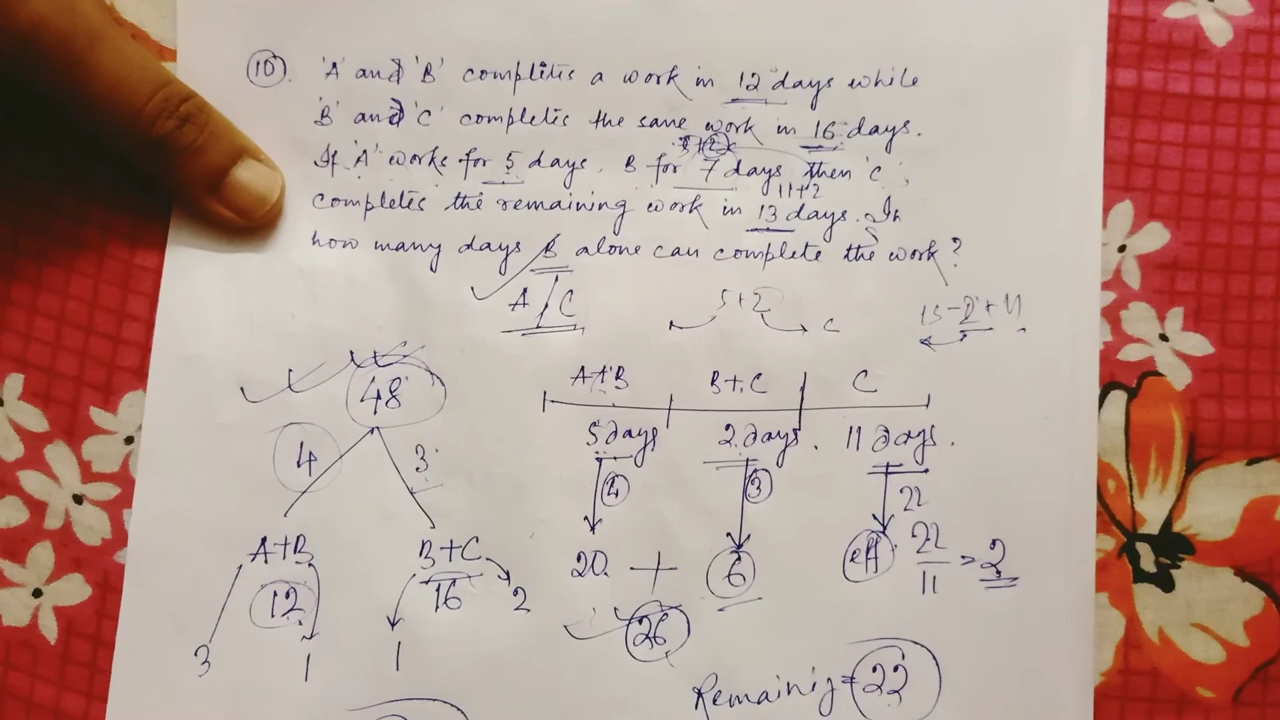 10. 'A' and 'B' completes a work in 12 days while
'B' and 'C' completes the same work in 16 days.
If 'A' works for 5 days. B for 7 days then 'C'
11+2
completes the remaining work in 13 days. In
how many days B alone can complete the work?
A / C
5+2
C
48
4
3
A+B
12
3
1
B+C
16
1
2
A+B B+C C
5 days 2 days. 11 days.
4 3 22
20 + 6 eff 22/11 = 2
26
Remainig = 22